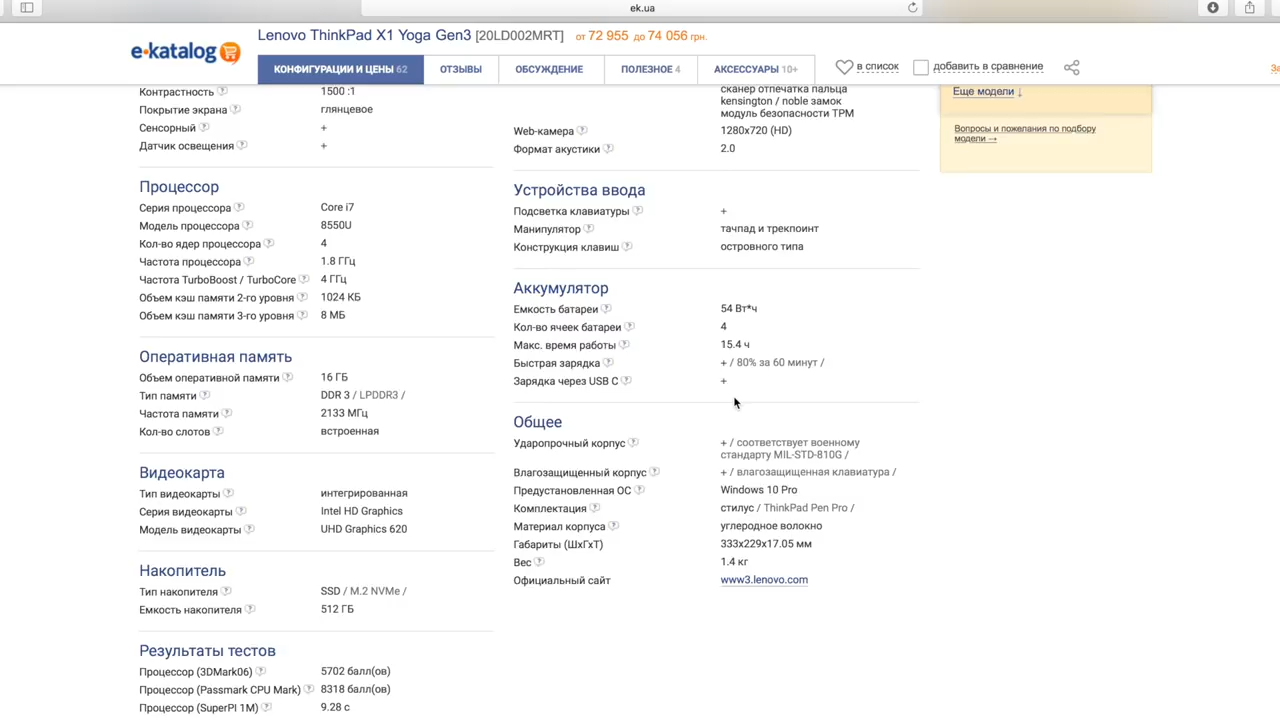 ek.ua
e-katalog
Lenovo ThinkPad X1 Yoga Gen3 [20LD002MRT] от 72 955 до 74 056 грн.
КОНФИГУРАЦИИ И ЦЕНЫ 62
ОТЗЫВЫ
ОБСУЖДЕНИЕ
ПОЛЕЗНОЕ 4
АКСЕССУАРЫ 10+
в список
добавить в сравнение
За
Контрастность 1500 :1
Покрытие экрана глянцевое
Сенсорный +
Датчик освещения +
Процессор
Серия процессора Core i7
Модель процессора 8550U
Кол-во ядер процессора 4
Частота процессора 1.8 ГГц
Частота TurboBoost / TurboCore 4 ГГц
Объем кэш памяти 2-го уровня 1024 КБ
Объем кэш памяти 3-го уровня 8 МБ
Оперативная память
Объем оперативной памяти 16 ГБ
Тип памяти DDR 3 / LPDDR3 /
Частота памяти 2133 МГц
Кол-во слотов встроенная
Видеокарта
Тип видеокарты интегрированная
Серия видеокарты Intel HD Graphics
Модель видеокарты UHD Graphics 620
Накопитель
Тип накопителя SSD / M.2 NVMe /
Емкость накопителя 512 ГБ
Результаты тестов
Процессор (3DMark06) 5702 балл(ов)
Процессор (Passmark CPU Mark) 8318 балл(ов)
Процессор (SuperPI 1M) 9.28 с
сканер отпечатка пальца
kensington / noble замок
модуль безопасности TPM
Web-камера 1280x720 (HD)
Формат акустики 2.0
Устройства ввода
Подсветка клавиатуры +
Манипулятор тачпад и трекпоинт
Конструкция клавиш островного типа
Аккумулятор
Емкость батареи 54 Вт*ч
Кол-во ячеек батареи 4
Макс. время работы 15.4 ч
Быстрая зарядка + / 80% за 60 минут /
Зарядка через USB C +
Общее
Ударопрочный корпус + / соответствует военному
стандарту MIL-STD-810G /
Влагозащищенный корпус + / влагозащищенная клавиатура /
Предустановленная ОС Windows 10 Pro
Комплектация стилус / ThinkPad Pen Pro /
Материал корпуса углеродное волокно
Габариты (ШхГхТ) 333x229x17.05 мм
Вес 1.4 кг
Официальный сайт www3.lenovo.com
Еще модели ↓
Вопросы и пожелания по подбору
модели →